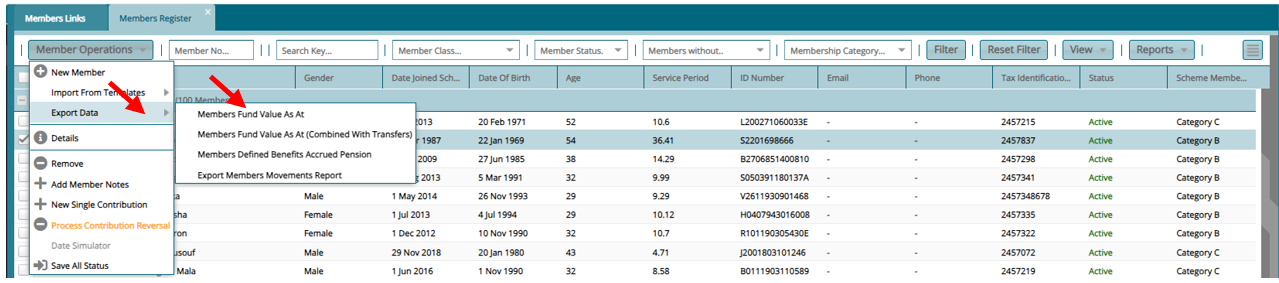 Members Links Members Register ×
Member Operations Member No... Search Key... Member Class... Member Status. Members without.. Membership Category... Filter Reset Filter View Reports
Gender Date Joined Sch... Date Of Birth Age Service Period ID Number Email Phone Tax Identificatio... Status Scheme Membe...
New Member
Import From Templates
/100 Membe
Export Data
Members Fund Value As At
Members Fund Value As At (Combined With Transfers)
Members Defined Benefits Accrued Pension
Export Members Movements Report
Details
Remove
Add Member Notes
New Single Contribution
Process Contribution Reversal
Date Simulator
Save All Status
2013 20 Feb 1971 52 10.6 L200271060033E - - 2457215 Active Category C
r 1987 22 Jan 1969 54 36.41 S2201698666 - - 2457837 Active Category B
2009 27 Jun 1985 38 14.29 B2706851400810 - - 2457298 Active Category B
2013 5 Mar 1991 32 9.99 S050391180137A - - 2457341 Active Category B
a Male 1 May 2014 26 Nov 1993 29 9.29 V2611930901468 - - 2457348678 Active Category B
sha Female 1 Jul 2013 4 Jul 1994 29 10.12 H0407943016008 - - 2457335 Active Category B
ron Female 1 Dec 2012 10 Nov 1990 32 10.7 R101190305430E - - 2457322 Active Category B
usouf Male 29 Nov 2018 20 Jan 1980 43 4.71 J2001803101246 - - 2457072 Active Category C
Mala Male 1 Jun 2016 1 Nov 1990 32 8.58 B0111903110589 - - 2457219 Active Category C